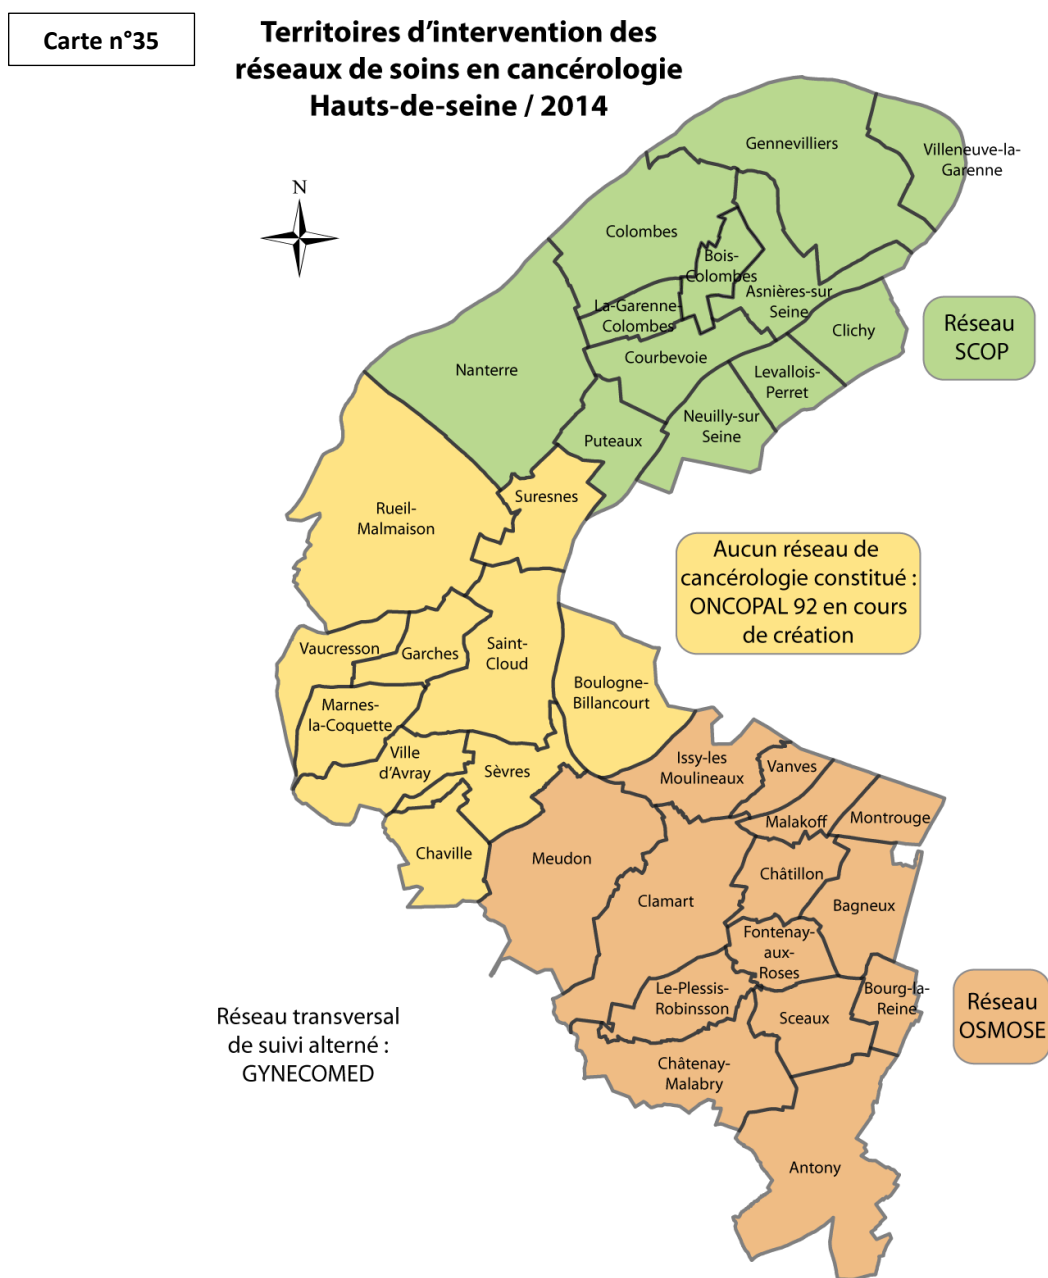 Carte n°35
Territoires d'intervention des
réseaux de soins en cancérologie
Hauts-de-seine / 2014
N
Gennevilliers
Villeneuve-la-
Garenne
Colombes
Bois-
Colombes
Asnières-sur
Seine
La-Garenne-
Colombes
Clichy
Réseau
SCOP
Courbevoie
Nanterre
Levallois-
Perret
Neuilly-sur
Seine
Puteaux
Suresnes
Rueil-
Malmaison
Aucun réseau de
cancérologie constitué :
ONCOPAL 92 en cours
de création
Vaucresson
Garches
Saint-
Cloud
Boulogne-
Billancourt
Marnes-
la-Coquette
Ville
d'Avray
Sèvres
Issy-les
Moulineaux
Vanves
Malakoff
Montrouge
Chaville
Meudon
Châtillon
Clamart
Bagneux
Fontenay-
aux-
Roses
Le-Plessis-
Robinsson
Bourg-la-
Reine
Sceaux
Réseau
OSMOSE
Réseau transversal
de suivi alterné :
GYNECOMED
Châtenay-
Malabry
Antony